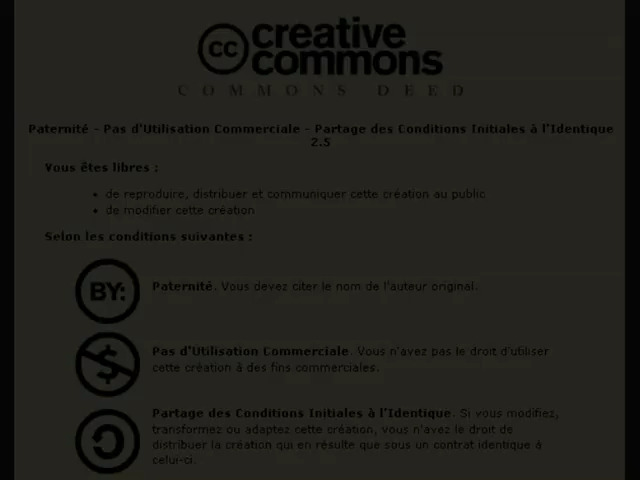 cc creative
commons
COMMONS DEED
Paternité - Pas d'Utilisation Commerciale - Partage des Conditions Initiales à l'Identique
2.5
Vous êtes libres :
• de reproduire, distribuer et communiquer cette création au public
• de modifier cette création
Selon les conditions suivantes :
BY: Paternité. Vous devez citer le nom de l'auteur original.
$ Pas d'Utilisation Commerciale. Vous n'avez pas le droit d'utiliser
cette création à des fins commerciales.
Partage des Conditions Initiales à l'Identique. Si vous modifiez,
transformez ou adaptez cette création, vous n'avez le droit de
distribuer la création qui en résulte que sous un contrat identique à
celui-ci.